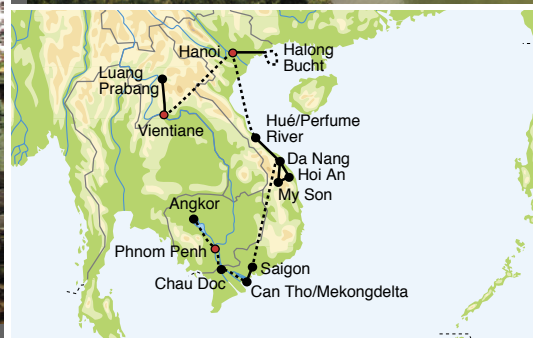 Hanoi
Halong
Bucht
Luang
Prabang
Vientiane
Hué/Perfume
River
Da Nang
Hoi An
My Son
Angkor
Phnom Penh
Saigon
Chau Doc
Can Tho/Mekongdelta